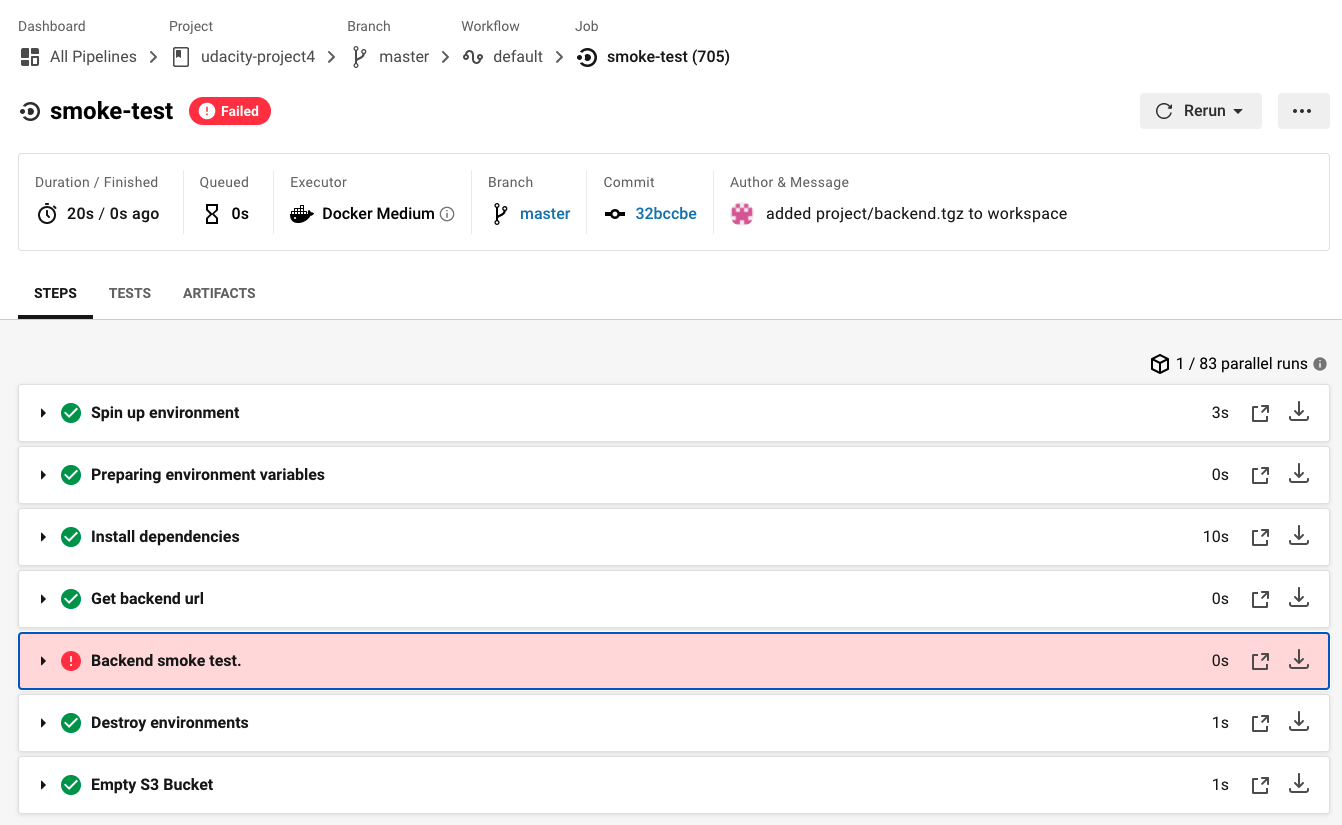 Dashboard Project Branch Workflow Job
All Pipelines udacity-project4 master default smoke-test (705)
smoke-test Failed Rerun
Duration / Finished Queued Executor Branch Commit Author & Message
20s / 0s ago 0s Docker Medium master 32bccbe added project/backend.tgz to workspace
STEPS TESTS ARTIFACTS
1 / 83 parallel runs
Spin up environment 3s
Preparing environment variables 0s
Install dependencies 10s
Get backend url 0s
Backend smoke test. 0s
Destroy environments 1s
Empty S3 Bucket 1s